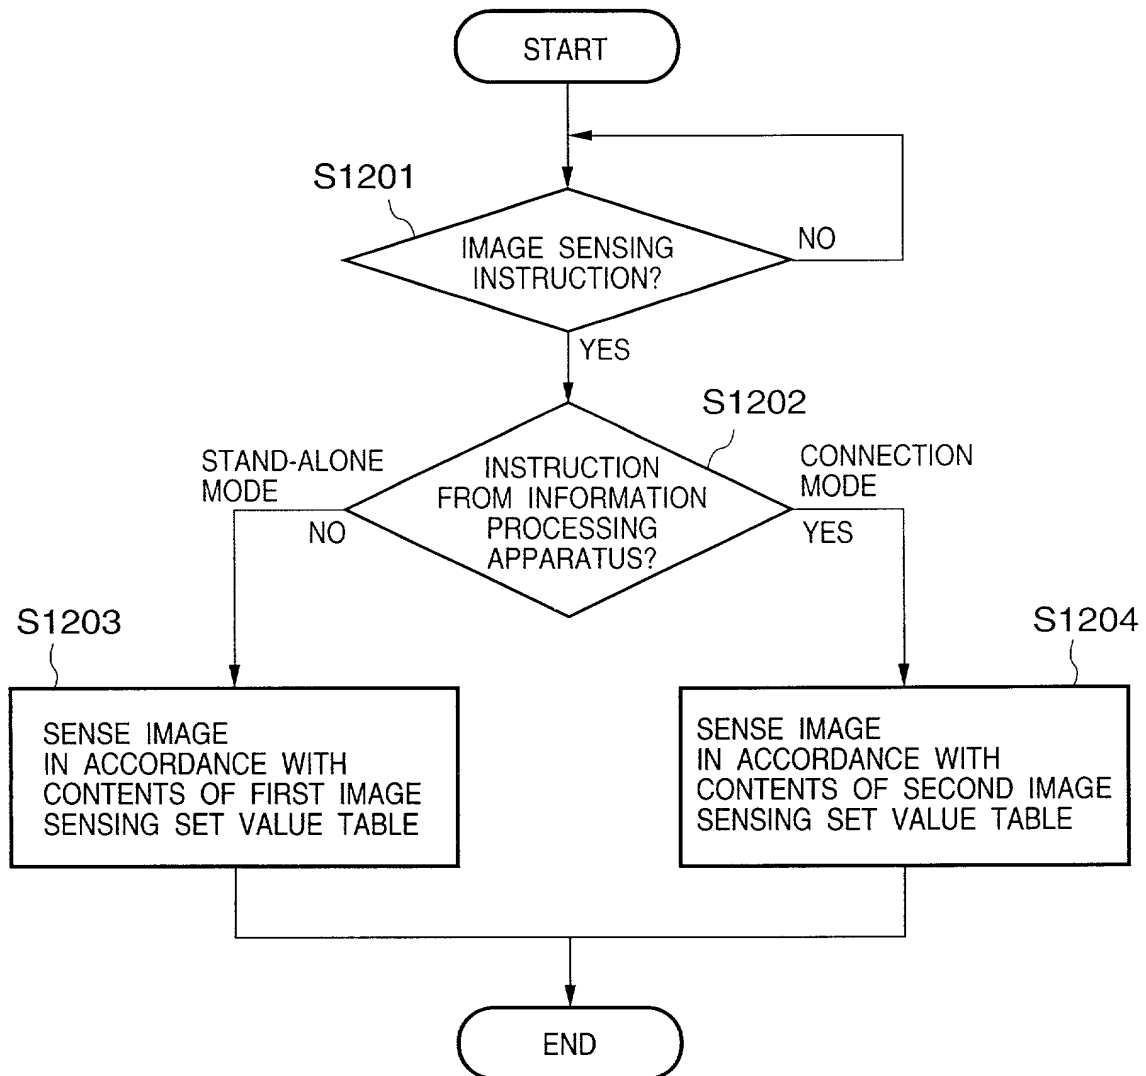 START
S1201
IMAGE SENSING
INSTRUCTION?
NO
YES
S1202
STAND-ALONE
MODE
NO
INSTRUCTION
FROM INFORMATION
PROCESSING
APPARATUS?
CONNECTION
MODE
YES
S1203
SENSE IMAGE
IN ACCORDANCE WITH
CONTENTS OF FIRST IMAGE
SENSING SET VALUE TABLE
S1204
SENSE IMAGE
IN ACCORDANCE WITH
CONTENTS OF SECOND IMAGE
SENSING SET VALUE TABLE
END